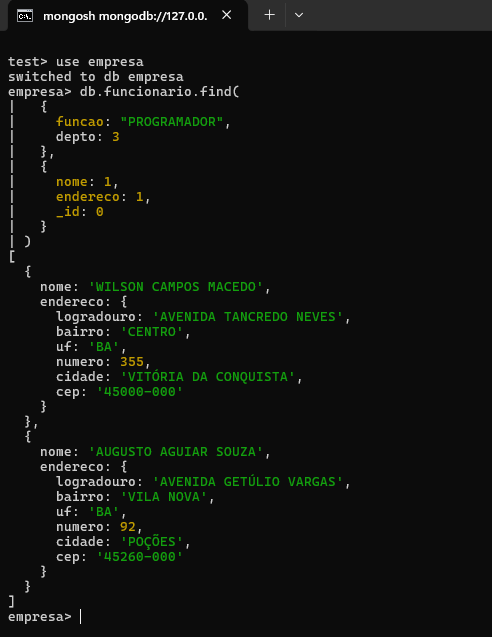 mongosh mongodb://127.0.0.
test> use empresa
switched to db empresa
empresa> db.funcionario.find(
|   {
|     funcao: "PROGRAMADOR",
|     depto: 3
|   },
|   {
|     nome: 1,
|     endereco: 1,
|     _id: 0
|   }
| )
[
  {
    nome: 'WILSON CAMPOS MACEDO',
    endereco: {
      logradouro: 'AVENIDA TANCREDO NEVES',
      bairro: 'CENTRO',
      uf: 'BA',
      numero: 355,
      cidade: 'VITÓRIA DA CONQUISTA',
      cep: '45000-000'
    }
  },
  {
    nome: 'AUGUSTO AGUIAR SOUZA',
    endereco: {
      logradouro: 'AVENIDA GETÚLIO VARGAS',
      bairro: 'VILA NOVA',
      uf: 'BA',
      numero: 92,
      cidade: 'POÇÕES',
      cep: '45260-000'
    }
  }
]
empresa>